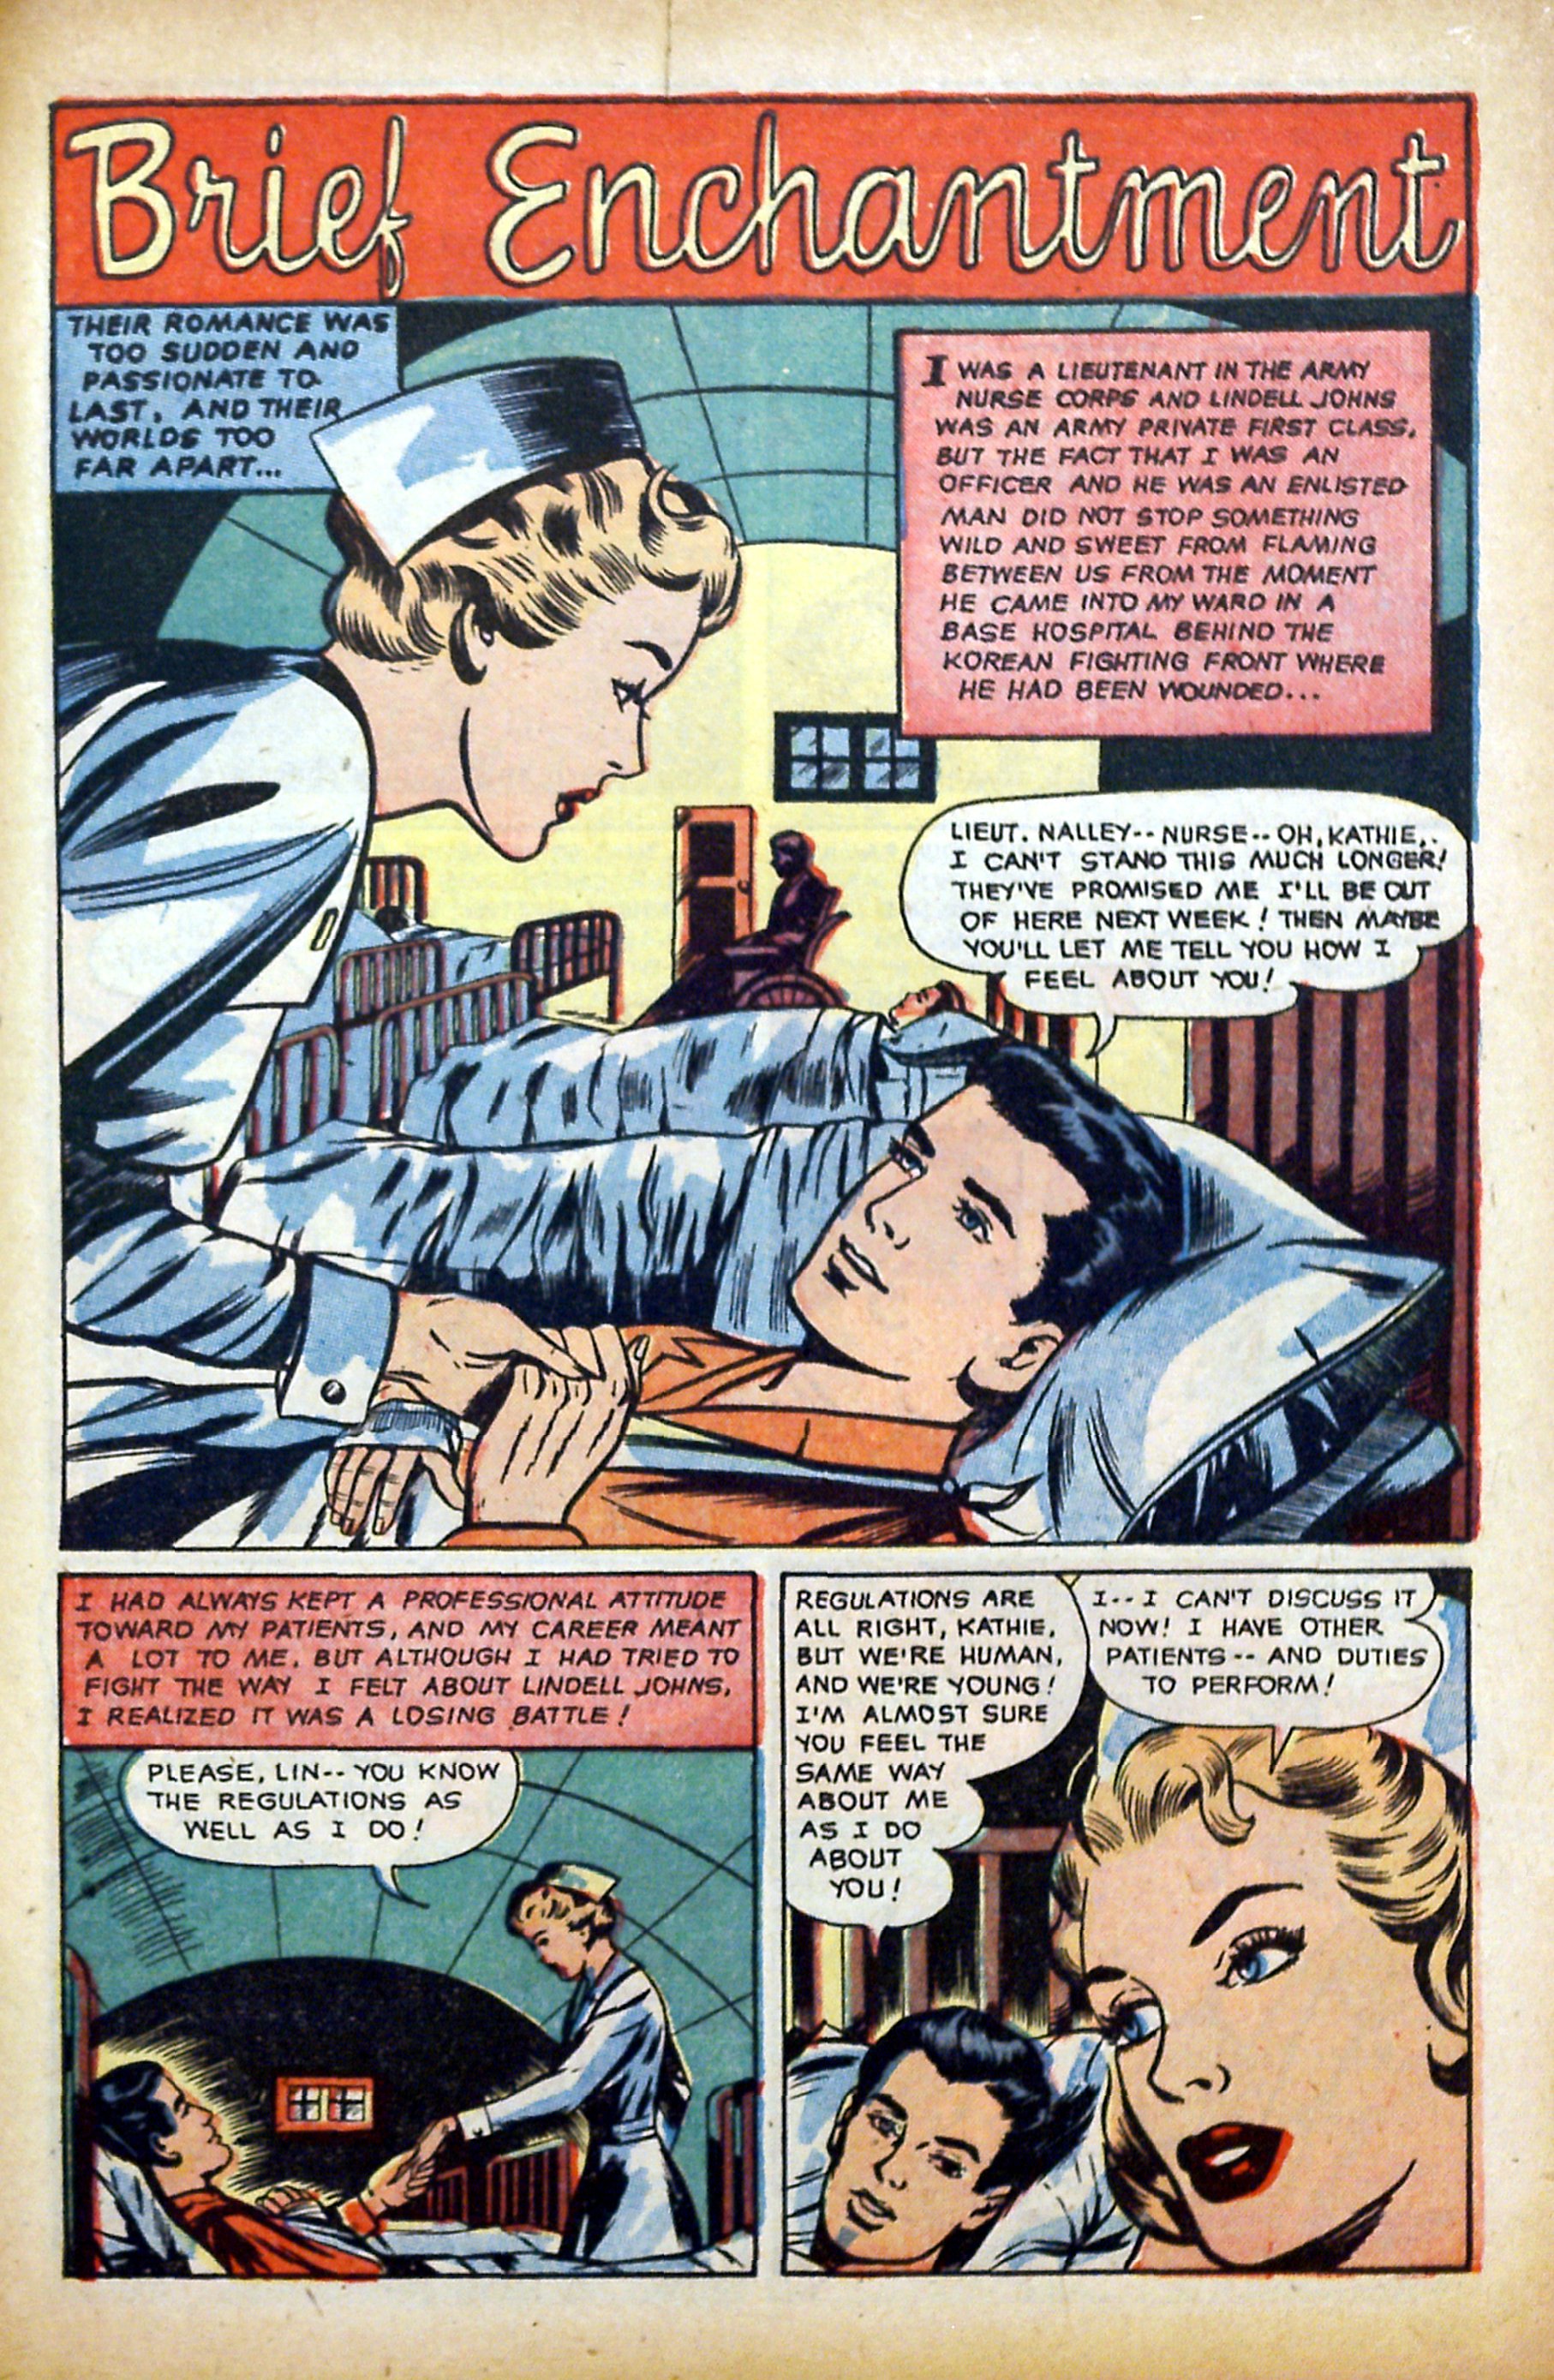 Brief Enchantment
THEIR ROMANCE WAS
TOO SUDDEN AND
PASSIONATE TO
LAST, AND THEIR
WORLDS TOO
FAR APART...
I WAS A LIEUTENANT IN THE ARMY
NURSE CORPS AND LINDELL JOHNS
WAS AN ARMY PRIVATE FIRST CLASS,
BUT THE FACT THAT I WAS AN
OFFICER AND HE WAS AN ENLISTED
MAN DID NOT STOP SOMETHING
WILD AND SWEET FROM FLAMING
BETWEEN US FROM THE MOMENT
HE CAME INTO MY WARD IN A
BASE HOSPITAL BEHIND THE
KOREAN FIGHTING FRONT WHERE
HE HAD BEEN WOUNDED...
LIEUT. NALLEY-- NURSE-- OH, KATHIE,.
I CAN'T STAND THIS MUCH LONGER!
THEY'VE PROMISED ME I'LL BE OUT
OF HERE NEXT WEEK! THEN MAYBE
YOU'LL LET ME TELL YOU HOW I
FEEL ABOUT YOU!
I HAD ALWAYS KEPT A PROFESSIONAL ATTITUDE
TOWARD MY PATIENTS, AND MY CAREER MEANT
A LOT TO ME. BUT ALTHOUGH I HAD TRIED TO
FIGHT THE WAY I FELT ABOUT LINDELL JOHNS,
I REALIZED IT WAS A LOSING BATTLE!
PLEASE, LIN-- YOU KNOW
THE REGULATIONS AS
WELL AS I DO!
REGULATIONS ARE
ALL RIGHT, KATHIE,
BUT WE'RE HUMAN,
AND WE'RE YOUNG!
I'M ALMOST SURE
YOU FEEL THE
SAME WAY
ABOUT ME
AS I DO
ABOUT
YOU!
I--I CAN'T DISCUSS IT
NOW! I HAVE OTHER
PATIENTS-- AND DUTIES
TO PERFORM!